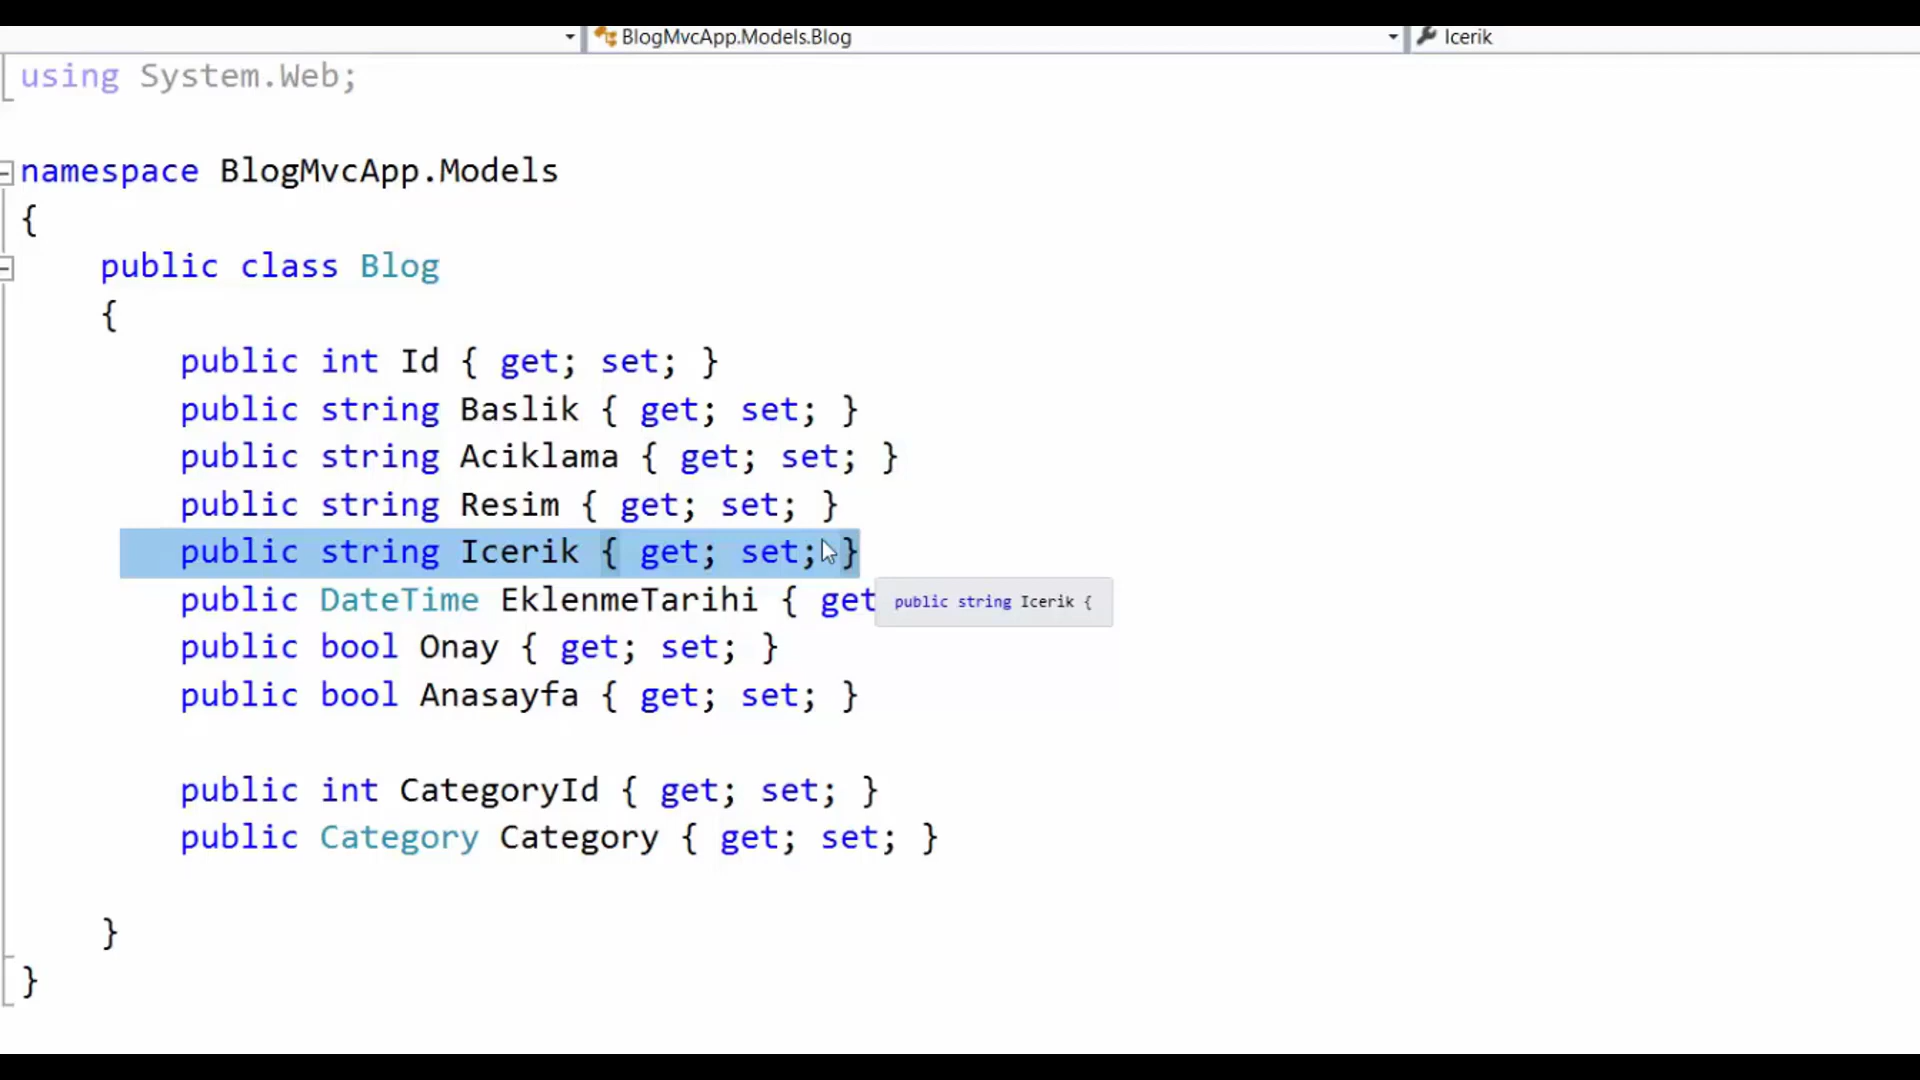 BlogMvcApp.Models.Blog Icerik
using System.Web;
namespace BlogMvcApp.Models
{
public class Blog
{
public int Id { get; set; }
public string Baslik { get; set; }
public string Aciklama { get; set; }
public string Resim { get; set; }
public string Icerik { get; set; }
public DateTime EklenmeTarihi { get
public string Icerik {
public bool Onay { get; set; }
public bool Anasayfa { get; set; }
public int CategoryId { get; set; }
public Category Category { get; set; }
}
}